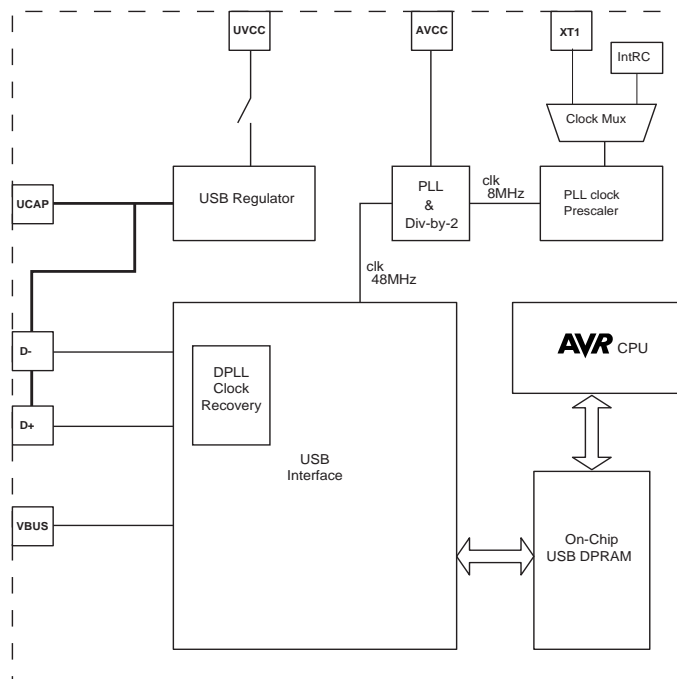 UVCC
AVCC
XT1
IntRC
Clock Mux
UCAP
USB Regulator
PLL
&
Div-by-2
clk
8MHz
PLL clock
Prescaler
clk
48MHz
D-
DPLL
Clock
Recovery
AVR CPU
D+
USB
Interface
VBUS
On-Chip
USB DPRAM